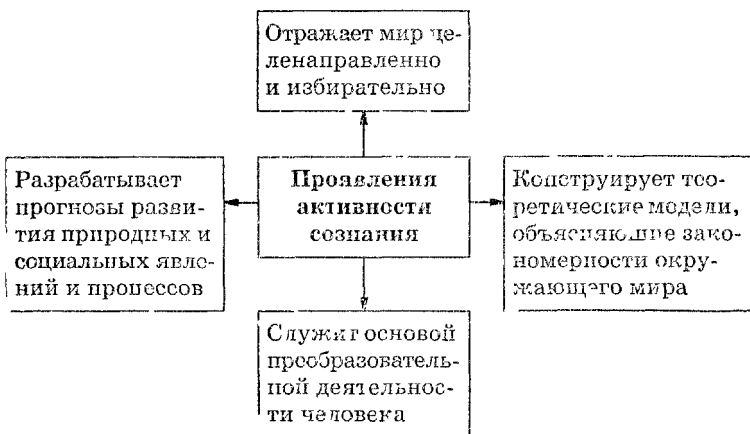 Отражает мир це-
ленаправленно
и избирательно
Разрабатывает
прогнозы разви-
тия природных и
социальных явле-
ний и процессов
Проявления
активности
сознания
Конструирует тео-
ретические модели,
объясняющие зако-
номерности окру-
жающего мира
Служит основой
преобразователь-
ной деятельнос-
ти человека